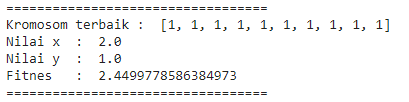 ==================================
Kromosom terbaik :  [1, 1, 1, 1, 1, 1, 1, 1, 1, 1]
Nilai x  :  2.0
Nilai y  :  1.0
Fitnes   :  2.4499778586384973
==================================